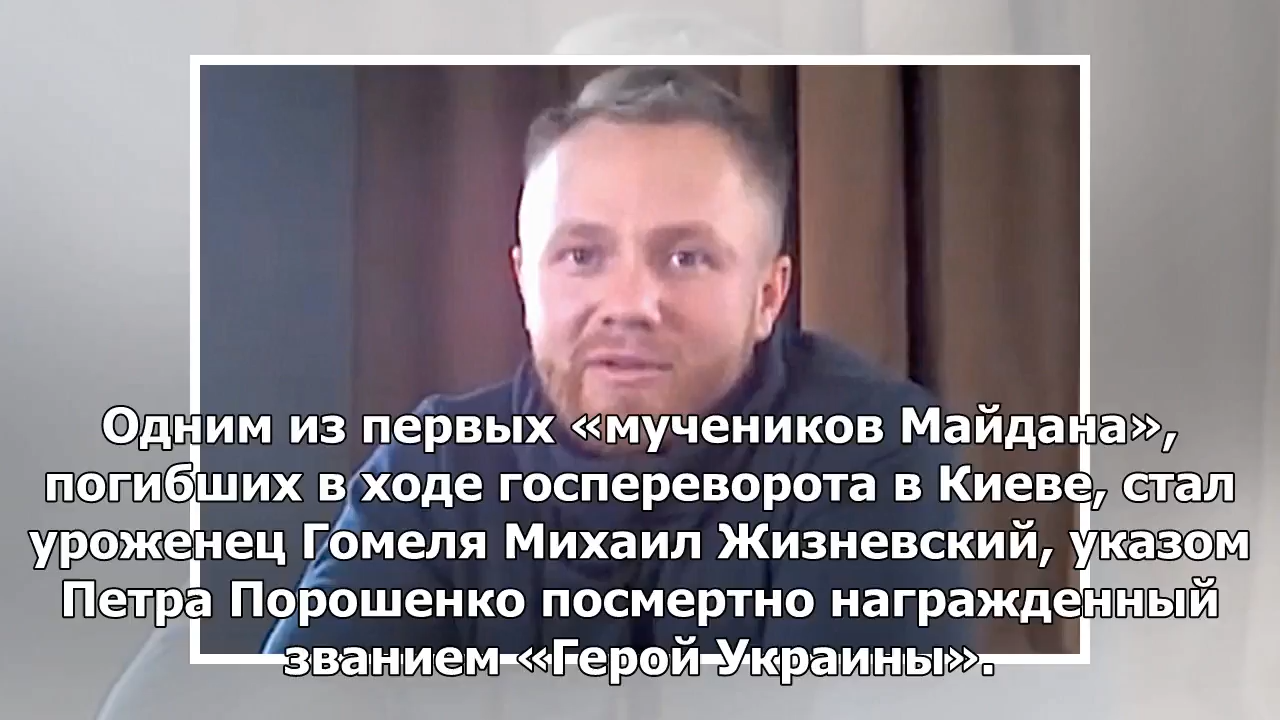 Одним из первых «мучеников Майдана»,
погибших в ходе госпереворота в Киеве, стал
уроженец Гомеля Михаил Жизневский, указом
Петра Порошенко посмертно награжденный
званием «Герой Украины».